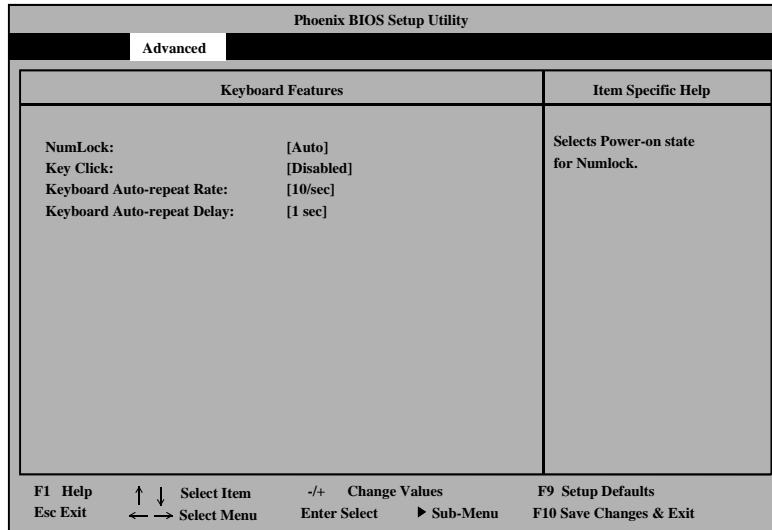 Phoenix BIOS Setup Utility
Advanced
Keyboard Features
Item Specific Help
NumLock: [Auto]
Key Click: [Disabled]
Keyboard Auto-repeat Rate: [10/sec]
Keyboard Auto-repeat Delay: [1 sec]
Selects Power-on state
for Numlock.
F1 Help ↑ ↓ Select Item -/+ Change Values F9 Setup Defaults
Esc Exit ← → Select Menu Enter Select ▶ Sub-Menu F10 Save Changes & Exit